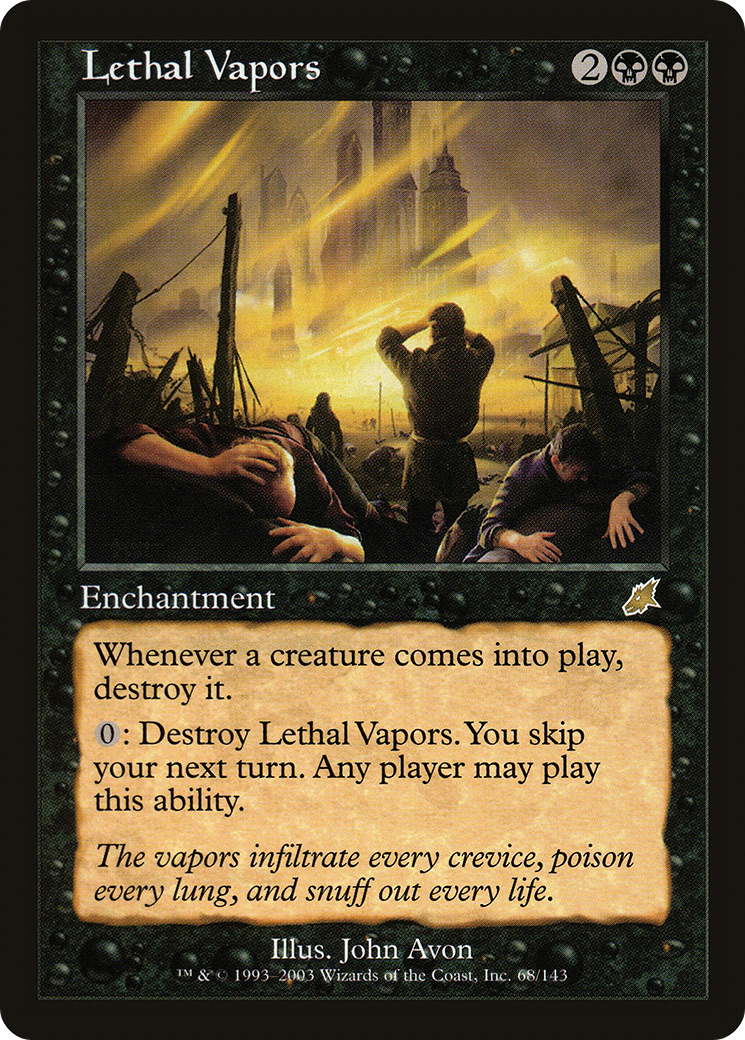 Lethal Vapors
2
Enchantment
Whenever a creature comes into play,
destroy it.
0: Destroy Lethal Vapors. You skip
your next turn. Any player may play
this ability.
The vapors infiltrate every crevice, poison
every lung, and snuff out every life.
Illus. John Avon
™ & © 1993–2003 Wizards of the Coast, Inc. 68/143